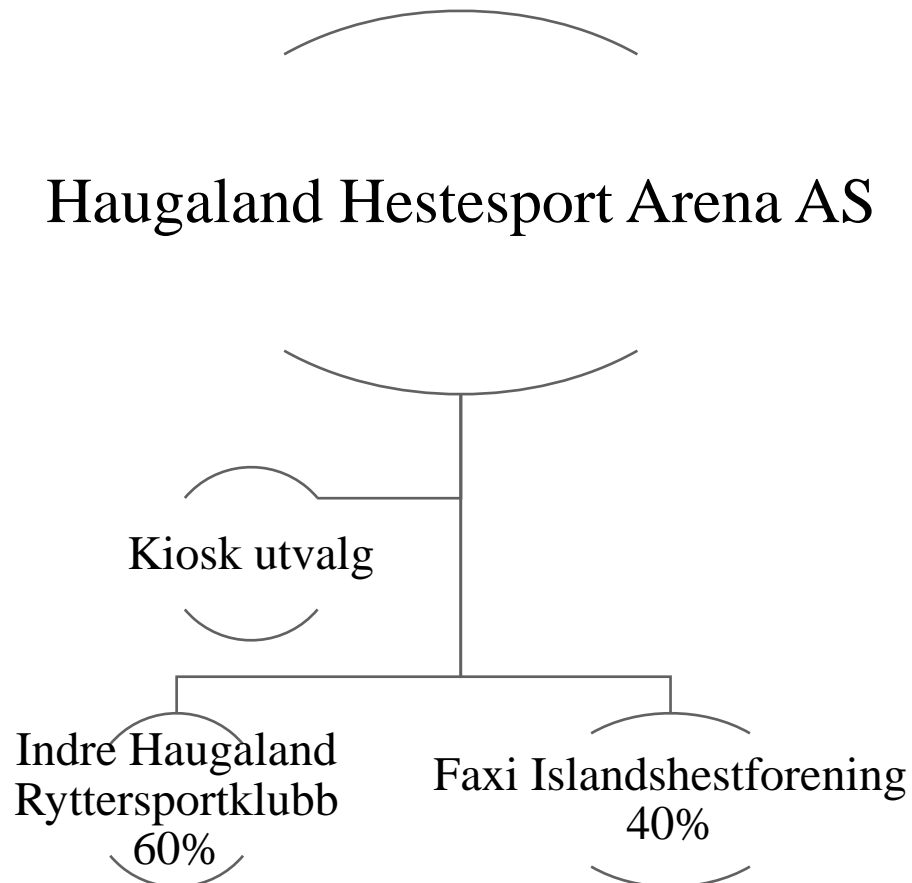 Haugaland Hestesport Arena AS
Kiosk utvalg
Indre Haugaland
Ryttersportklubb
60%
Faxi Islandshestforening
40%